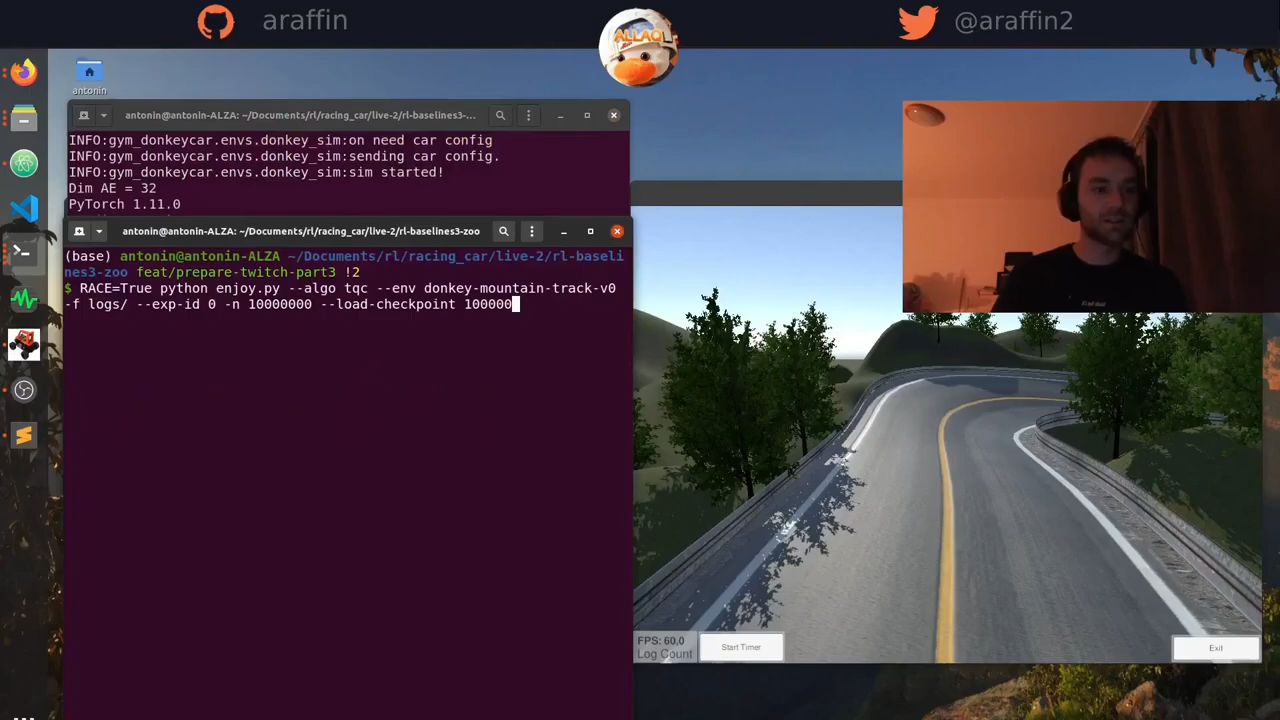 araffin
ALLAQ
@araffin2
antonin
antonin@antonin-ALZA: ~/Documents/rl/racing_car/live-2/rl-baselines3-...
INFO:gym_donkeycar.envs.donkey_sim:on need car config
INFO:gym_donkeycar.envs.donkey_sim:sending car config.
INFO:gym_donkeycar.envs.donkey_sim:sim started!
Dim AE = 32
PyTorch 1.11.0
antonin@antonin-ALZA: ~/Documents/rl/racing_car/live-2/rl-baselines3-zoo
(base) antonin@antonin-ALZA ~/Documents/rl/racing_car/live-2/rl-baseli
nes3-zoo feat/prepare-twitch-part3 !2
$ RACE=True python enjoy.py --algo tqc --env donkey-mountain-track-v0
-f logs/ --exp-id 0 -n 10000000 --load-checkpoint 100000
FPS: 60,0
Log Count
Start Timer
Exit